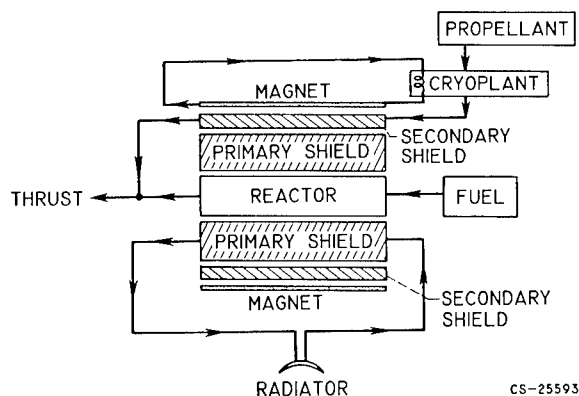 PROPELLANT
CRYOPLANT
MAGNET
SECONDARY
SHIELD
PRIMARY SHIELD
THRUST
REACTOR
FUEL
PRIMARY SHIELD
MAGNET
SECONDARY
SHIELD
RADIATOR
CS-25593